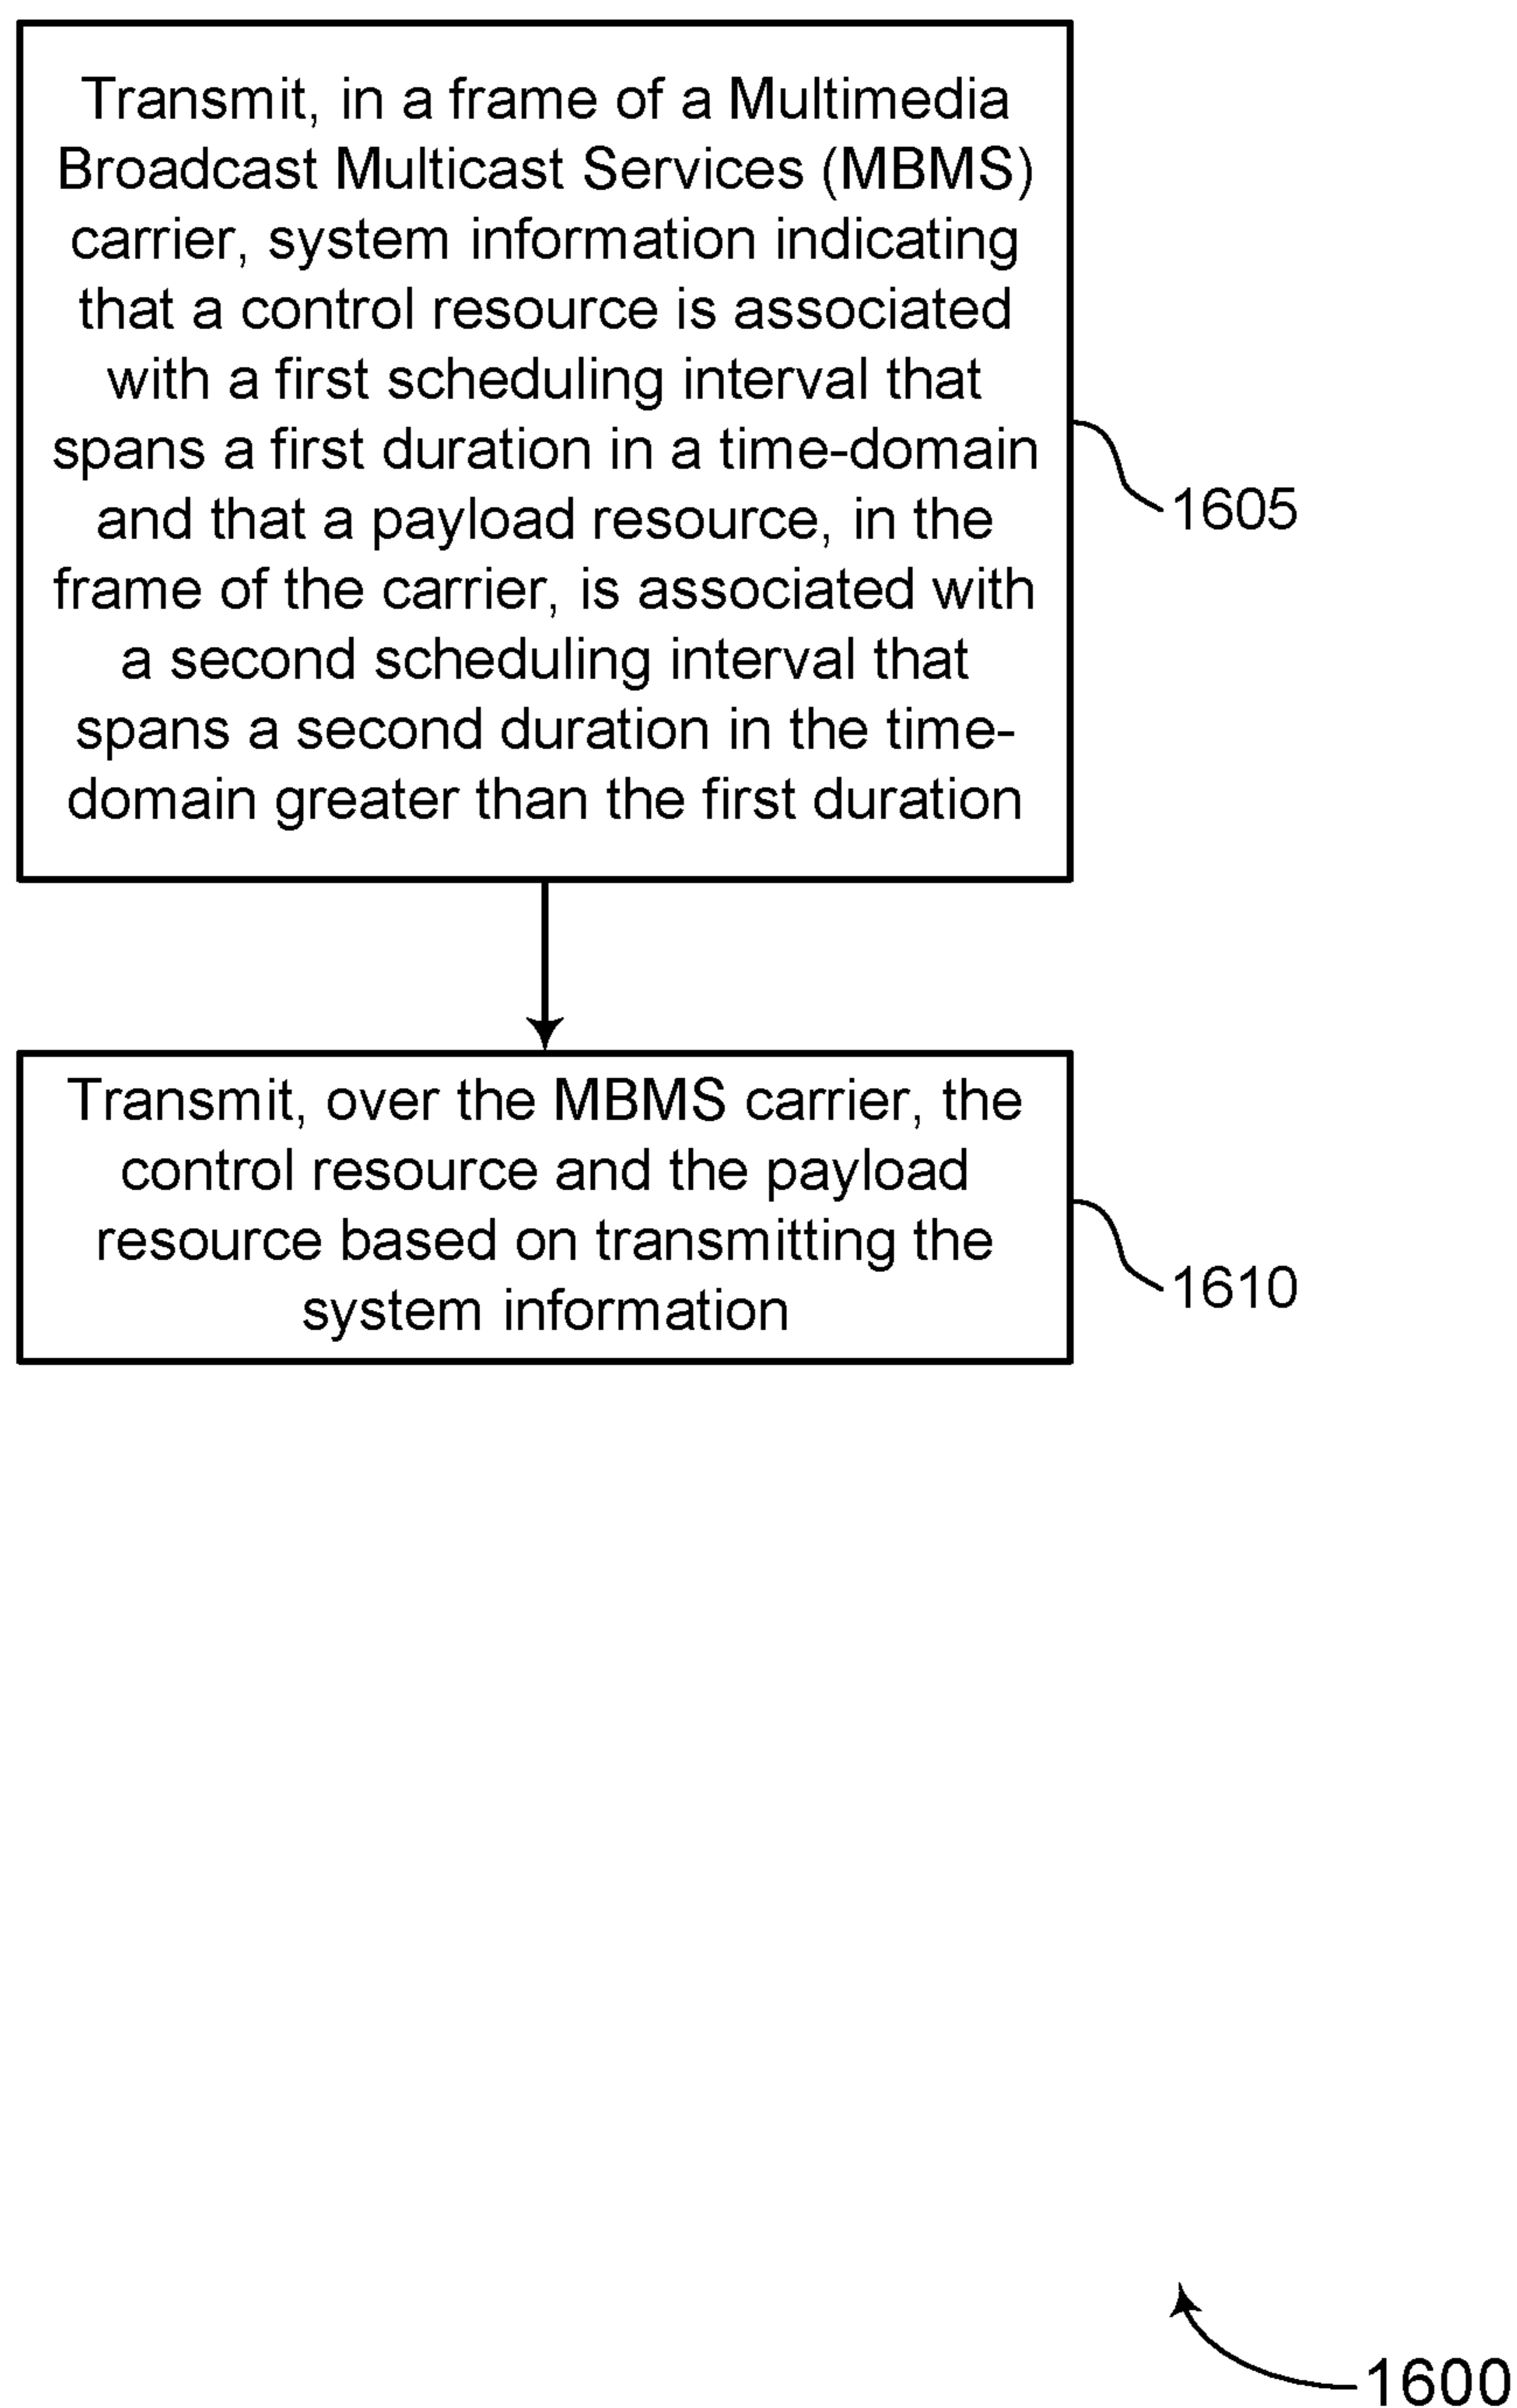 Transmit, in a frame of a Multimedia
Broadcast Multicast Services (MBMS)
carrier, system information indicating
that a control resource is associated
with a first scheduling interval that
spans a first duration in a time-domain
and that a payload resource, in the
frame of the carrier, is associated with
a second scheduling interval that
spans a second duration in the time-
domain greater than the first duration
1605
Transmit, over the MBMS carrier, the
control resource and the payload
resource based on transmitting the
system information
1610
1600